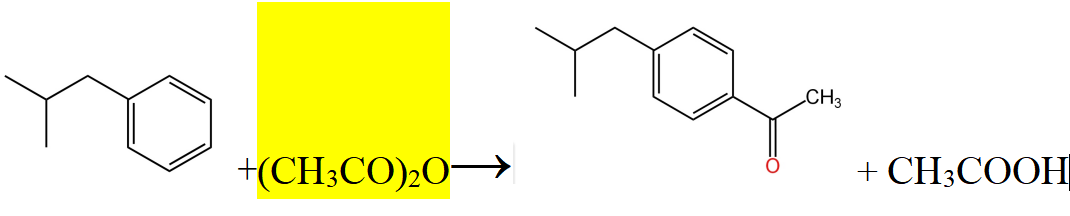 CH₃
O
+(CH₃CO)₂O→ + CH₃COOH